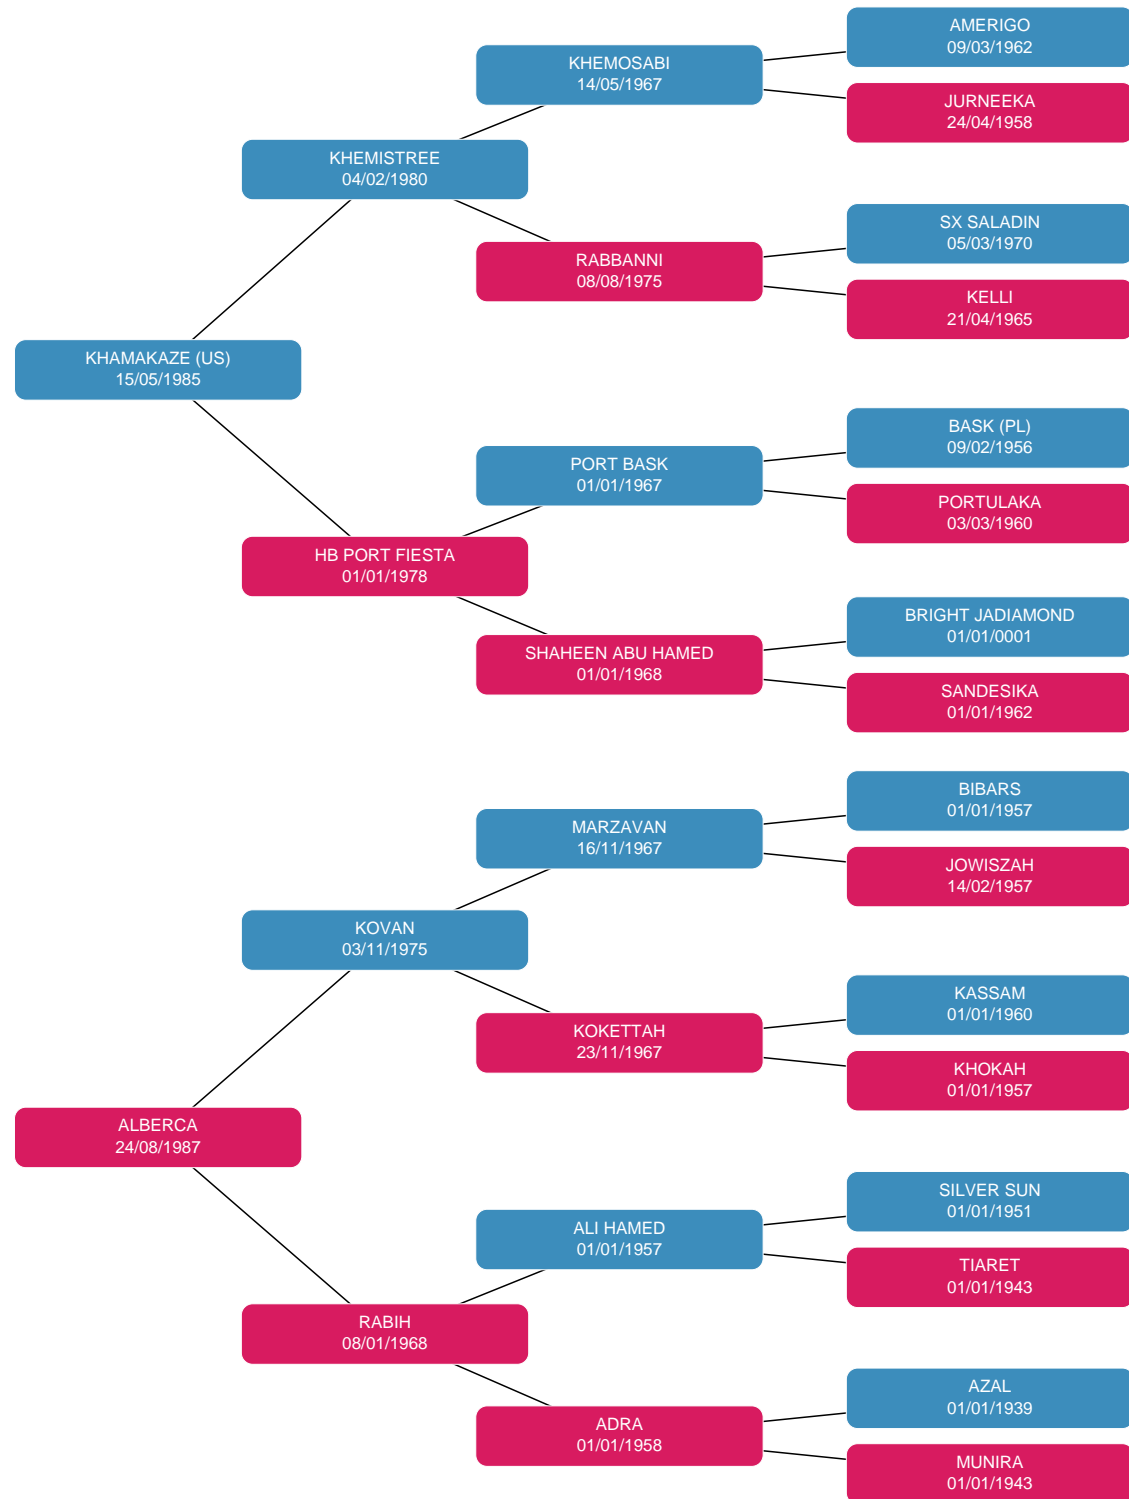 AMERIGO
09/03/1962
KHEMOSABI
14/05/1967
JURNEEKA
24/04/1958
KHEMISTREE
04/02/1980
SX SALADIN
05/03/1970
RABBANNI
08/08/1975
KELLI
21/04/1965
KHAMAKAZE (US)
15/05/1985
BASK (PL)
09/02/1956
PORT BASK
01/01/1967
PORTULAKA
03/03/1960
HB PORT FIESTA
01/01/1978
BRIGHT JADIAMOND
01/01/0001
SHAHEEN ABU HAMED
01/01/1968
SANDESIKA
01/01/1962
BIBARS
01/01/1957
MARZAVAN
16/11/1967
JOWISZAH
14/02/1957
KOVAN
03/11/1975
KASSAM
01/01/1960
KOKETTAH
23/11/1967
KHOKAH
01/01/1957
ALBERCA
24/08/1987
SILVER SUN
01/01/1951
ALI HAMED
01/01/1957
TIARET
01/01/1943
RABIH
08/01/1968
AZAL
01/01/1939
ADRA
01/01/1958
MUNIRA
01/01/1943